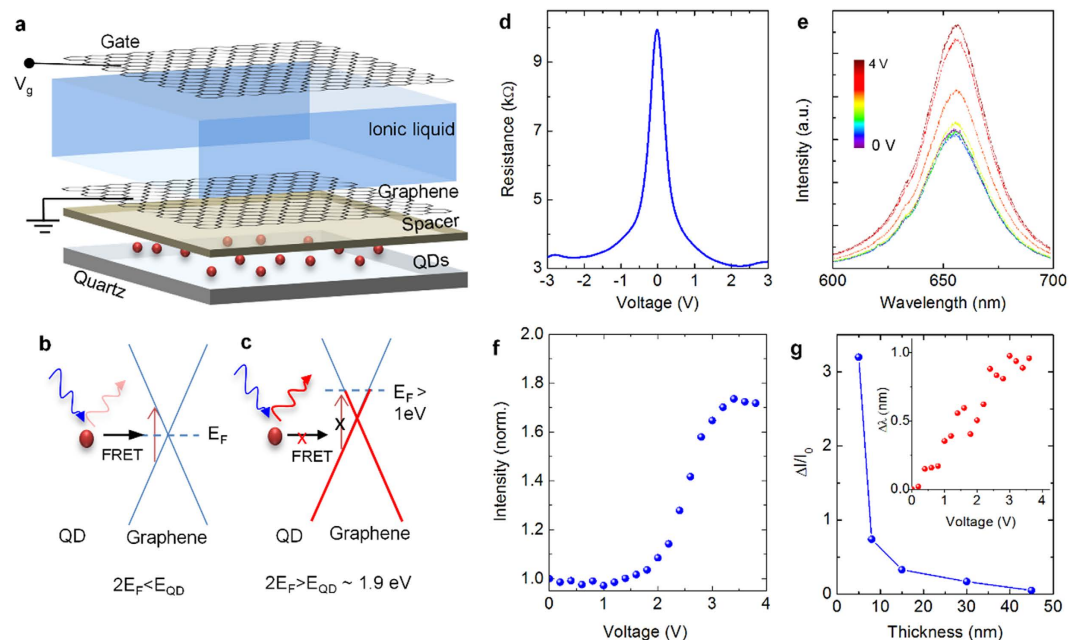 a
Gate
V_g
Ionic liquid
Graphene
Spacer
QDs
Quartz
b
FRET
E_F
QD
Graphene
2E_F<E_QD
c
E_F >
1eV
X
X
FRET
QD
Graphene
2E_F>E_QD ~ 1.9 eV
d
Resistance (kΩ)
9
7
5
3
-3 -2 -1 0 1 2 3
Voltage (V)
e
Intensity (a.u.)
4 V
0 V
600 650 700
Wavelength (nm)
f
Intensity (norm.)
2.0
1.8
1.6
1.4
1.2
1.0
0 1 2 3 4
Voltage (V)
g
ΔI/I_0
3
2
1
0
0 10 20 30 40 50
Thickness (nm)
Δλ (nm)
1.0
0.5
0.0
0 1 2 3 4
Voltage (V)